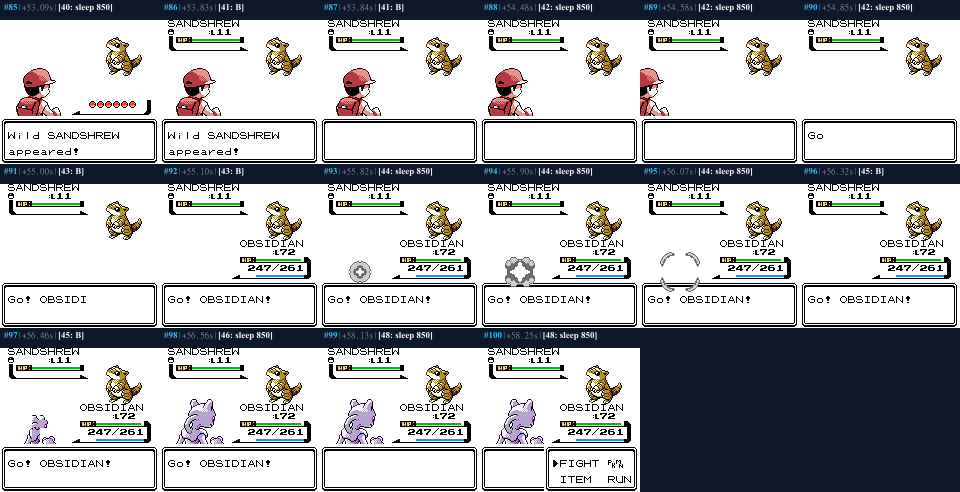 #85|+53.09s|[40: sleep 850]
SANDSHREW
:L11
HP:
Wild SANDSHREW
appeared!
#86|+53.83s|[41: B]
SANDSHREW
:L11
HP:
Wild SANDSHREW
appeared!
#87|+53.84s|[41: B]
SANDSHREW
:L11
HP:
#88|+54.48s|[42: sleep 850]
SANDSHREW
:L11
HP:
#89|+54.58s|[42: sleep 850]
SANDSHREW
:L11
HP:
#90|+54.85s|[42: sleep 850]
SANDSHREW
:L11
HP:
Go
#91|+55.00s|[43: B]
SANDSHREW
:L11
HP:
Go! OBSIDI
#92|+55.10s|[43: B]
SANDSHREW
:L11
HP:
OBSIDIAN
:L72
HP:
247/261
Go! OBSIDIAN!
#93|+55.82s|[44: sleep 850]
SANDSHREW
:L11
HP:
OBSIDIAN
:L72
HP:
247/261
Go! OBSIDIAN!
#94|+55.90s|[44: sleep 850]
SANDSHREW
:L11
HP:
OBSIDIAN
:L72
HP:
247/261
Go! OBSIDIAN!
#95|+56.07s|[44: sleep 850]
SANDSHREW
:L11
HP:
OBSIDIAN
:L72
HP:
247/261
Go! OBSIDIAN!
#96|+56.32s|[45: B]
SANDSHREW
:L11
HP:
OBSIDIAN
:L72
HP:
247/261
Go! OBSIDIAN!
#97|+56.46s|[45: B]
SANDSHREW
:L11
HP:
OBSIDIAN
:L72
HP:
247/261
Go! OBSIDIAN!
#98|+56.56s|[46: sleep 850]
SANDSHREW
:L11
HP:
OBSIDIAN
:L72
HP:
247/261
Go! OBSIDIAN!
#99|+58.13s|[48: sleep 850]
SANDSHREW
:L11
HP:
OBSIDIAN
:L72
HP:
247/261
#100|+58.25s|[48: sleep 850]
SANDSHREW
:L11
HP:
OBSIDIAN
:L72
HP:
247/261
▶FIGHT PKMN
ITEM RUN